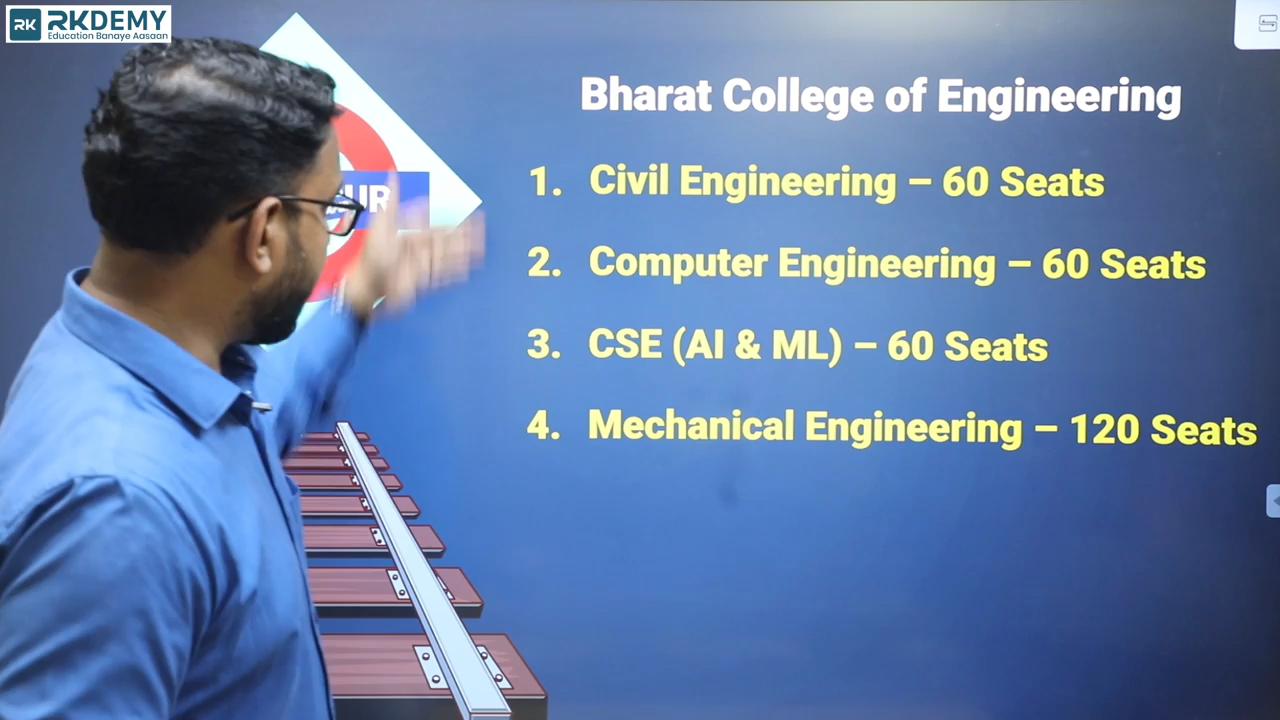 RK RKDEMY
Education Banaye Aasaan
Bharat College of Engineering
1. Civil Engineering – 60 Seats
2. Computer Engineering – 60 Seats
3. CSE (AI & ML) – 60 Seats
4. Mechanical Engineering – 120 Seats